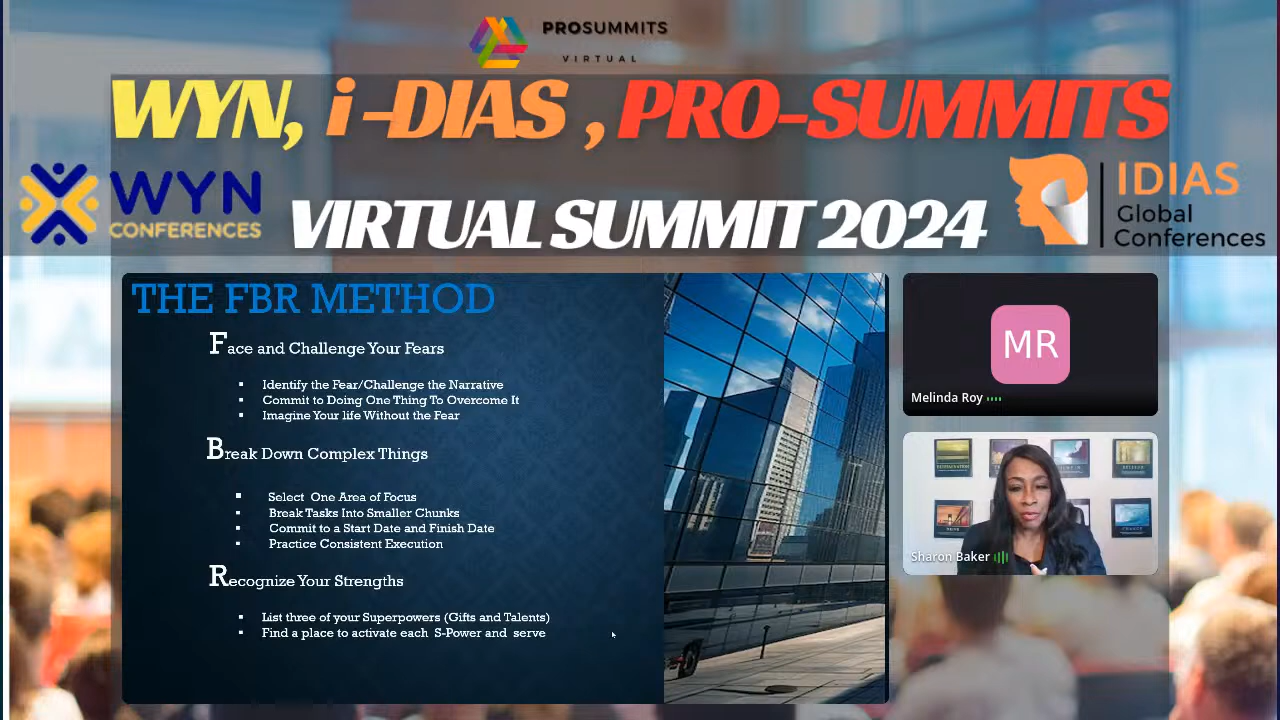 PROSUMMITS
VIRTUAL
WYN, i-DIAS, PRO-SUMMITS
WYN
CONFERENCES
VIRTUAL SUMMIT 2024
IDIAS
Global
Conferences
THE FBR METHOD
Face and Challenge Your Fears
▪ Identify the Fear/Challenge the Narrative
▪ Commit to Doing One Thing To Overcome It
▪ Imagine Your life Without the Fear
Break Down Complex Things
▪ Select One Area of Focus
▪ Break Tasks Into Smaller Chunks
▪ Commit to a Start Date and Finish Date
▪ Practice Consistent Execution
Recognize Your Strengths
▪ List three of your Superpowers (Gifts and Talents)
▪ Find a place to activate each S-Power and serve
MR
Melinda Roy
Sharon Baker